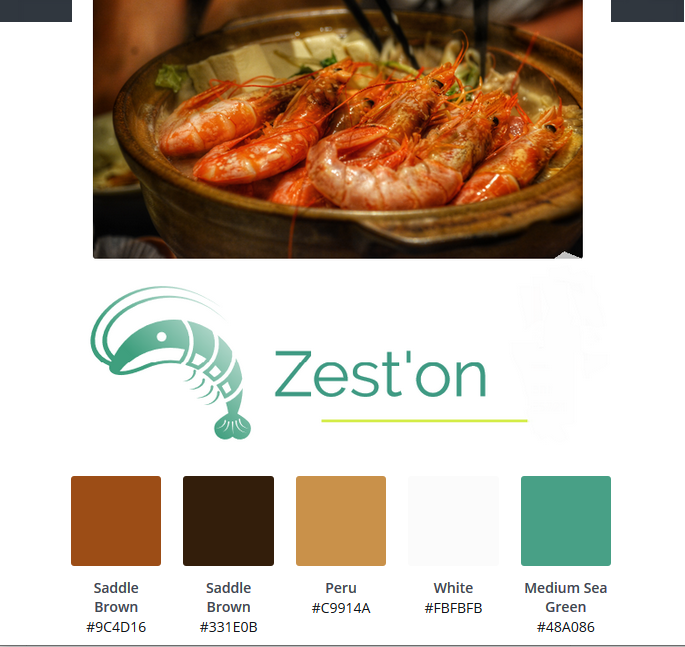 Zest'on
Saddle Brown
#9C4D16
Saddle Brown
#331E0B
Peru
#C9914A
White
#FBFBFB
Medium Sea Green
#48A086